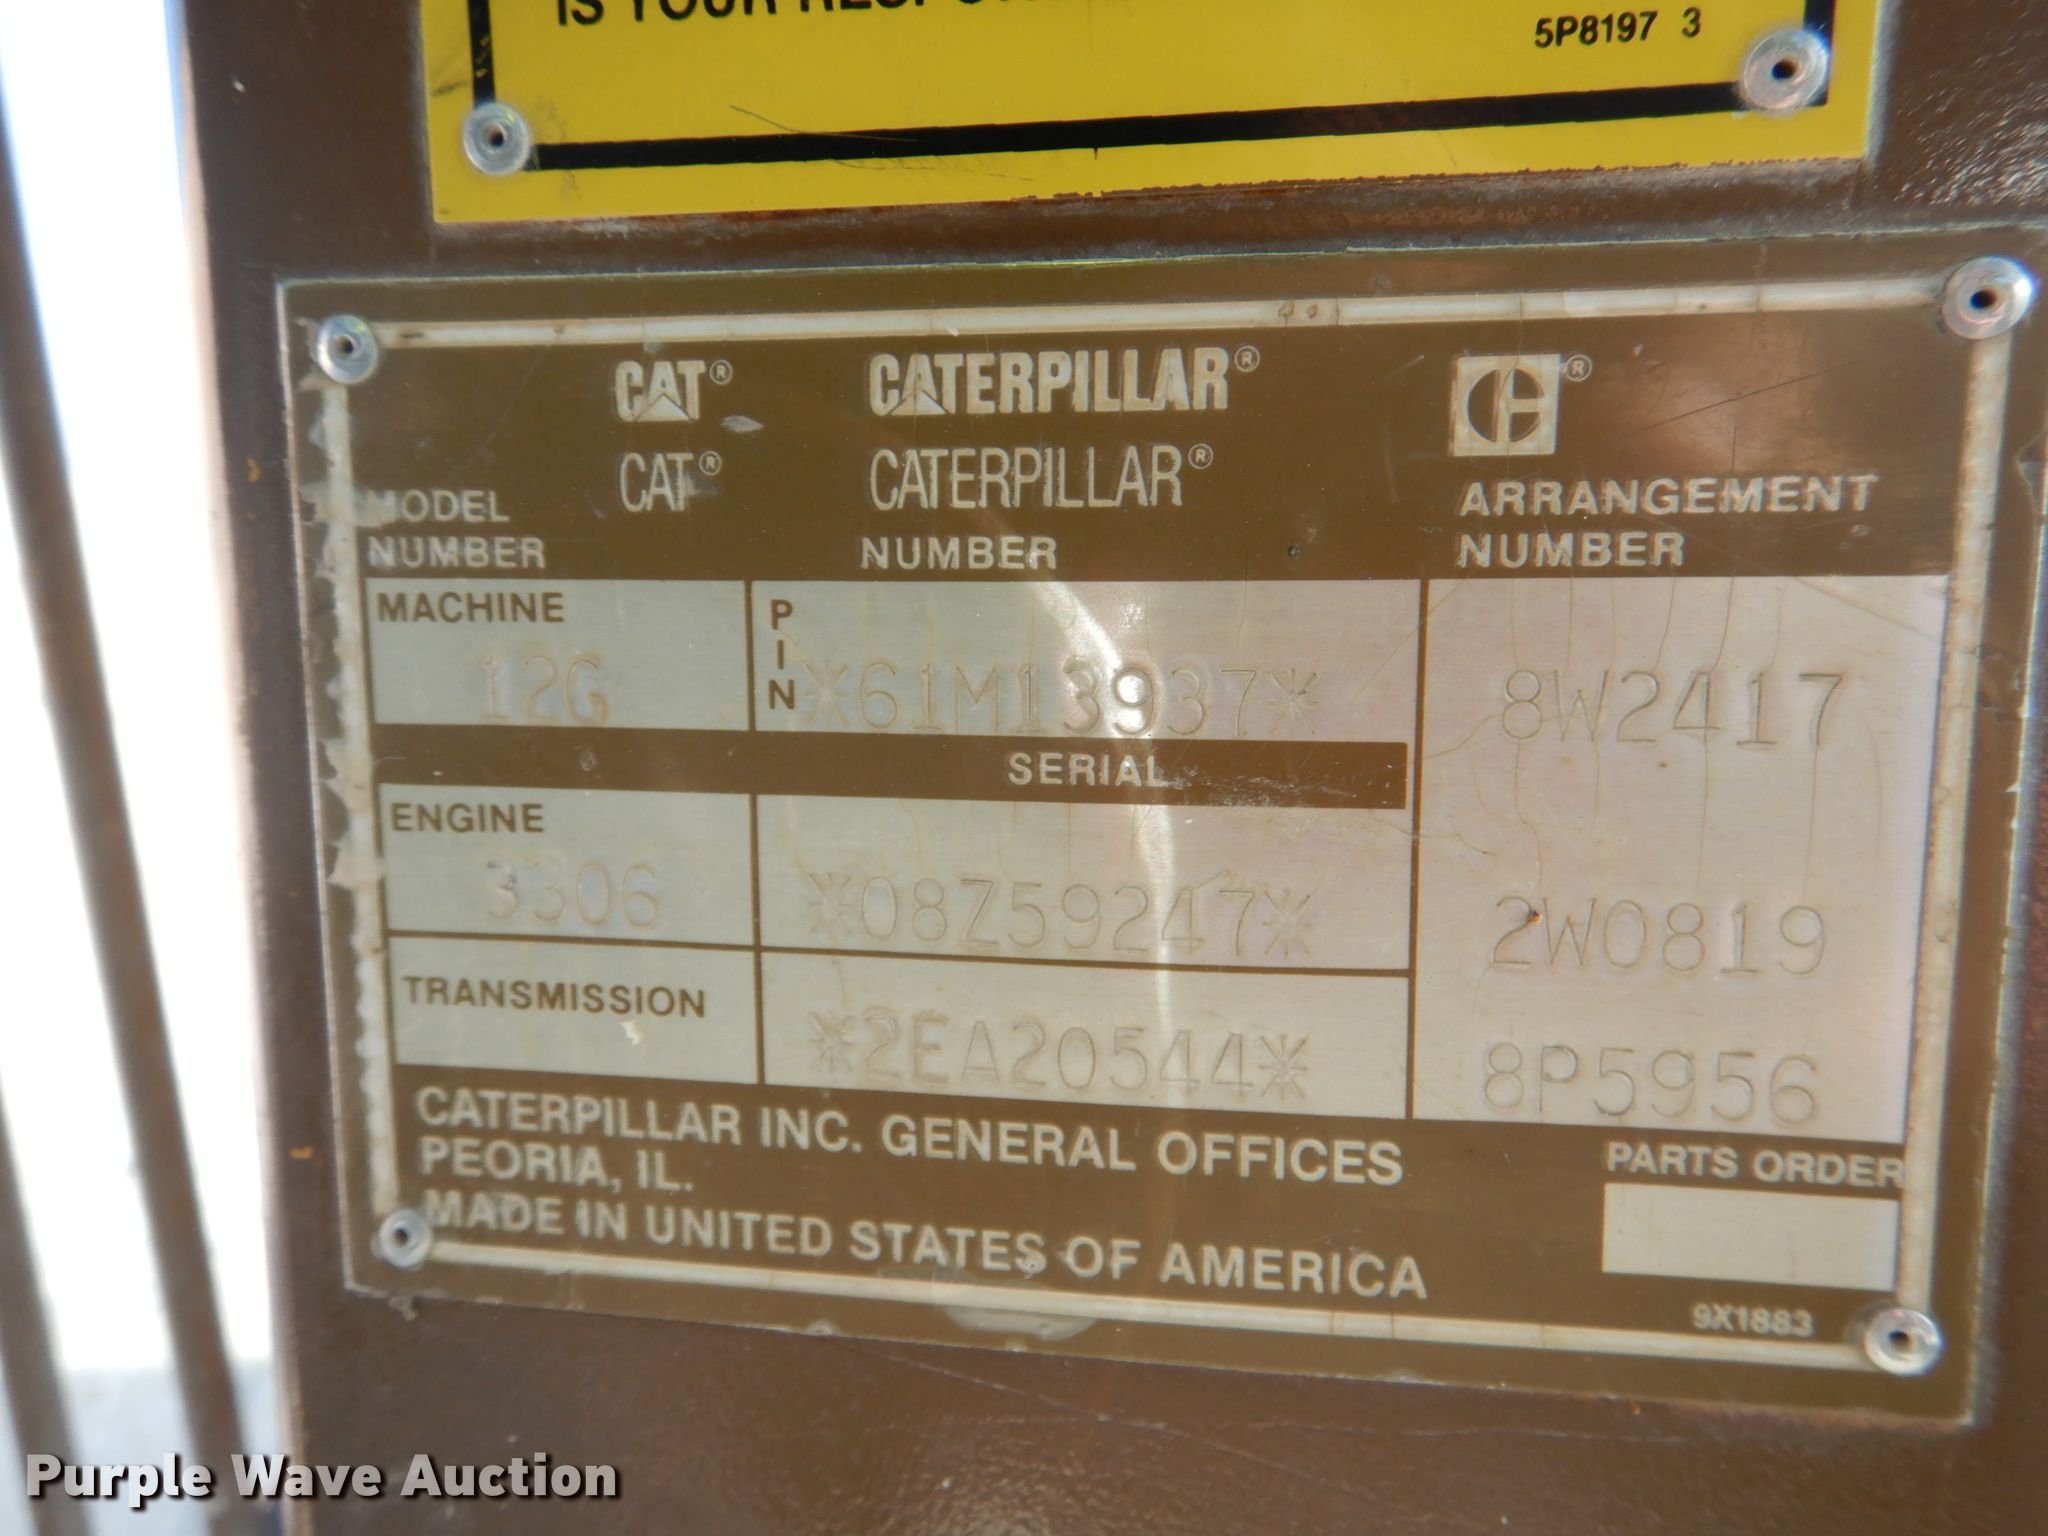 IS YOUR
5P8197 3
CAT® CATERPILLAR® ®
CAT® CATERPILLAR®
MODEL NUMBER
NUMBER
ARRANGEMENT NUMBER
MACHINE
12G
PIN
*61M13937*
8W2417
SERIAL
ENGINE
3306
*08Z59247*
2W0819
TRANSMISSION
*2EA20544*
8P5956
CATERPILLAR INC. GENERAL OFFICES
PEORIA, IL.
MADE IN UNITED STATES OF AMERICA
PARTS ORDER
9X1883
Purple Wave Auction